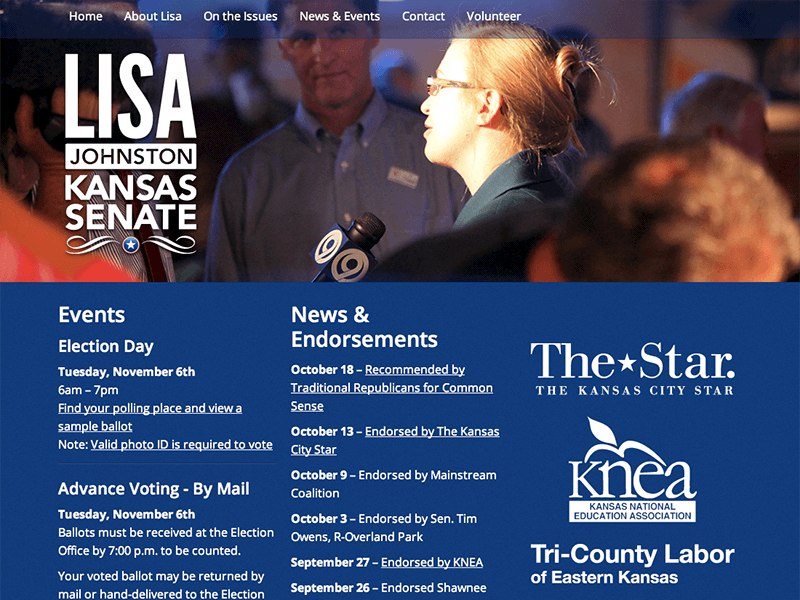 Home About Lisa On the Issues News & Events Contact Volunteer
LISA
JOHNSTON
KANSAS
SENATE
9 9
Events
Election Day
Tuesday, November 6th
6am – 7pm
Find your polling place and view a
sample ballot
Note: Valid photo ID is required to vote
Advance Voting - By Mail
Tuesday, November 6th
Ballots must be received at the Election
Office by 7:00 p.m. to be counted.
Your voted ballot may be returned by
mail or hand-delivered to the Election
News &
Endorsements
October 18 – Recommended by
Traditional Republicans for Common
Sense
October 13 – Endorsed by The Kansas
City Star
October 9 – Endorsed by Mainstream
Coalition
October 3 – Endorsed by Sen. Tim
Owens, R-Overland Park
September 27 – Endorsed by KNEA
September 26 – Endorsed Shawnee
The Star.
THE KANSAS CITY STAR
knea
KANSAS NATIONAL
EDUCATION ASSOCIATION
Tri-County Labor
of Eastern Kansas